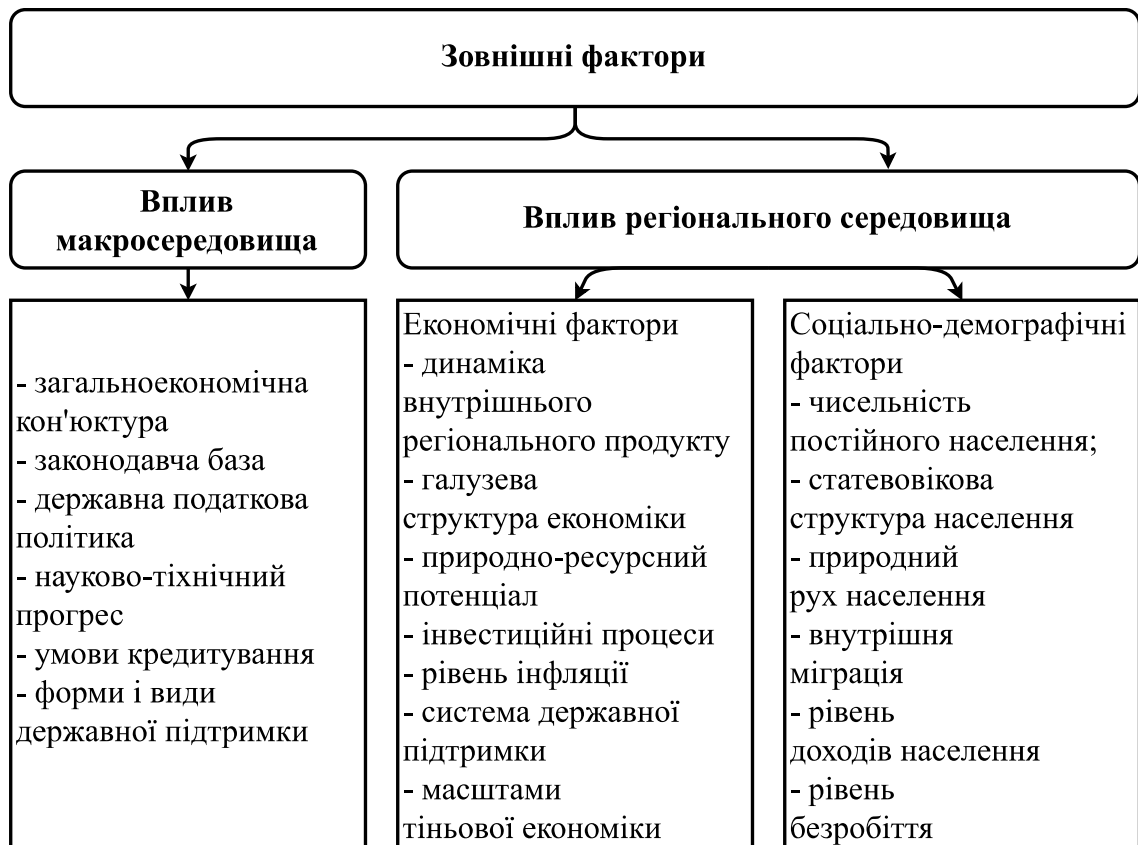 Зовнішні фактори
Вплив
макросередовища
Вплив регіонального середовища
- загальноекономічна
кон'юктура
- законодавча база
- державна податкова
політика
- науково-тіхнічний
прогрес
- умови кредитування
- форми і види
державної підтримки
Економічні фактори
- динаміка
внутрішнього
регіонального продукту
- галузева
структура економіки
- природно-ресурсний
потенціал
- інвестиційні процеси
- рівень інфляції
- система державної
підтримки
- масштами
тіньової економіки
Соціально-демографічні
фактори
- чисельність
постійного населення;
- статевовікова
структура населення
- природний
рух населення
- внутрішня
міграція
- рівень
доходів населення
- рівень
безробіття